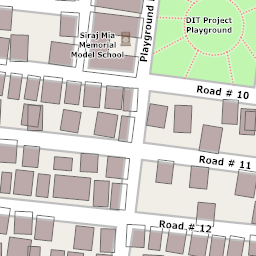 DIT Project
Playground
Siraj Mia
Memorial
Model School
Playground
Road # 10
Road # 11
Road # 12